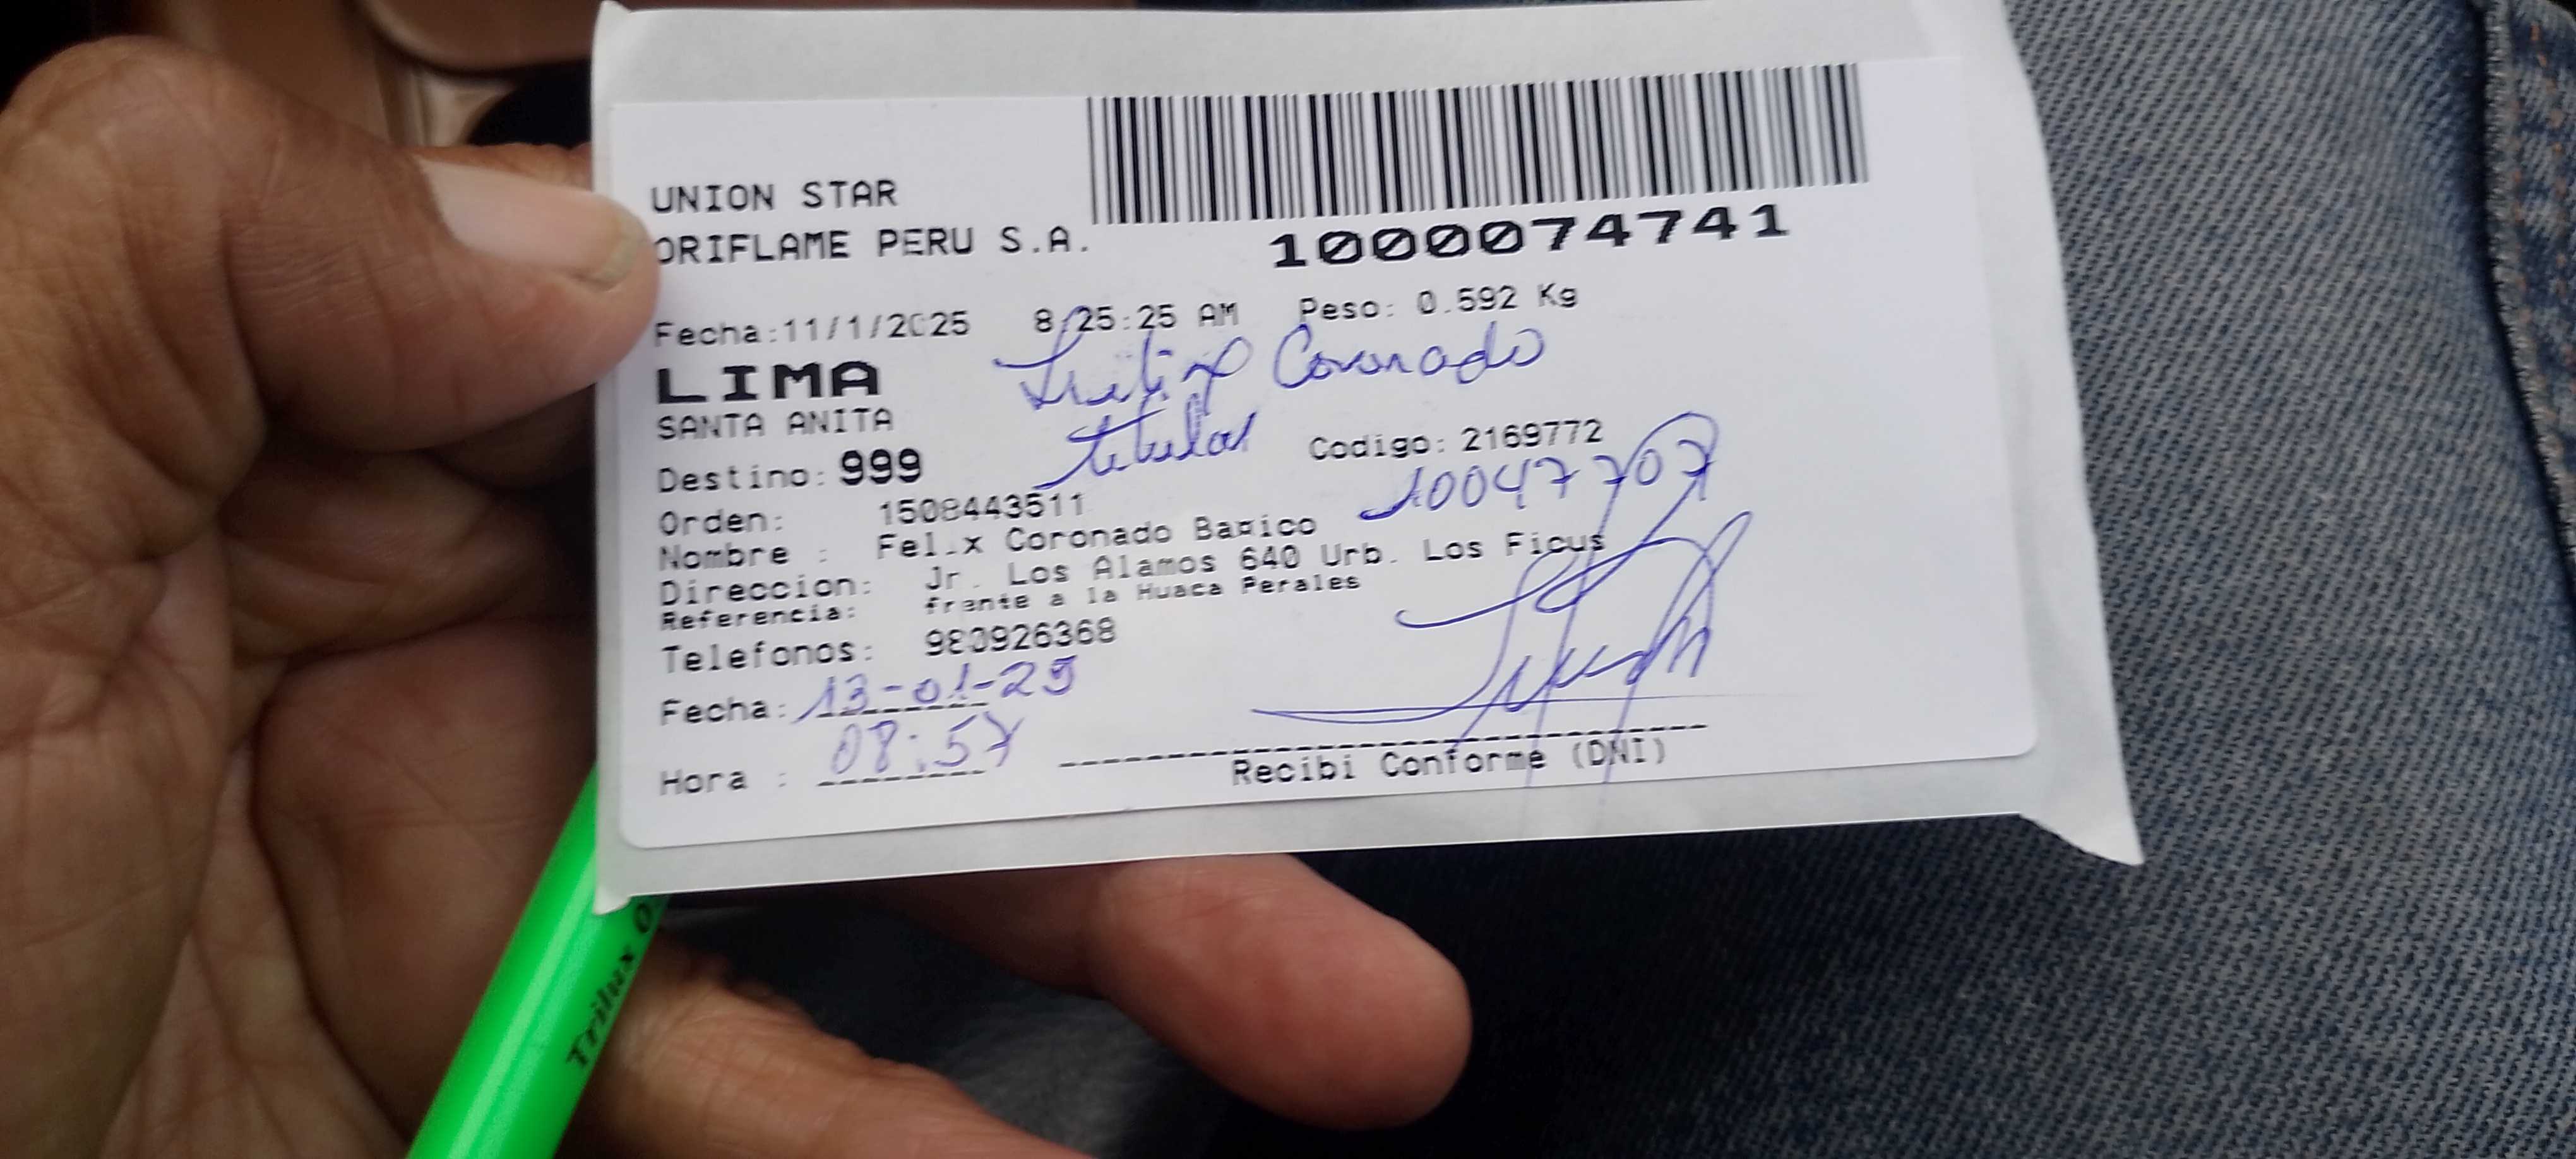 UNION STAR
ORIFLAME PERU S.A.
1000074741
Fecha:11/1/2025 8:25:25 AM Peso: 0.592 Kg
LIMA
Coronado
SANTA ANITA
titular
Destino: 999
Codigo: 2169772
10047707
Orden: 1508443511
Nombre : Felix Coronado Barico
Direccion: Jr. Los Alamos 640 Urb. Los Ficus
Referencia: frente a la Huaca Perales
Telefonos: 980926368
Fecha: 13-01-25
Hora : 08:57
Recibi Conforme (DNI)
Trilux